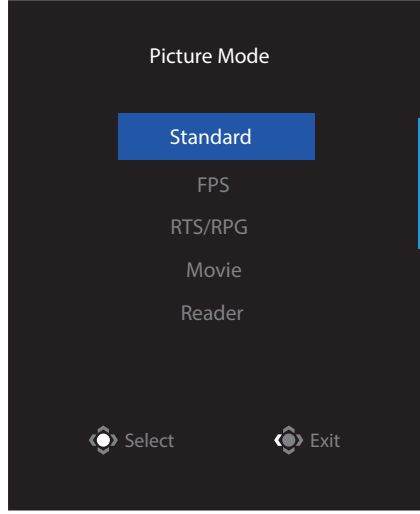 Picture Mode
Standard
FPS
RTS/RPG
Movie
Reader
Select Exit